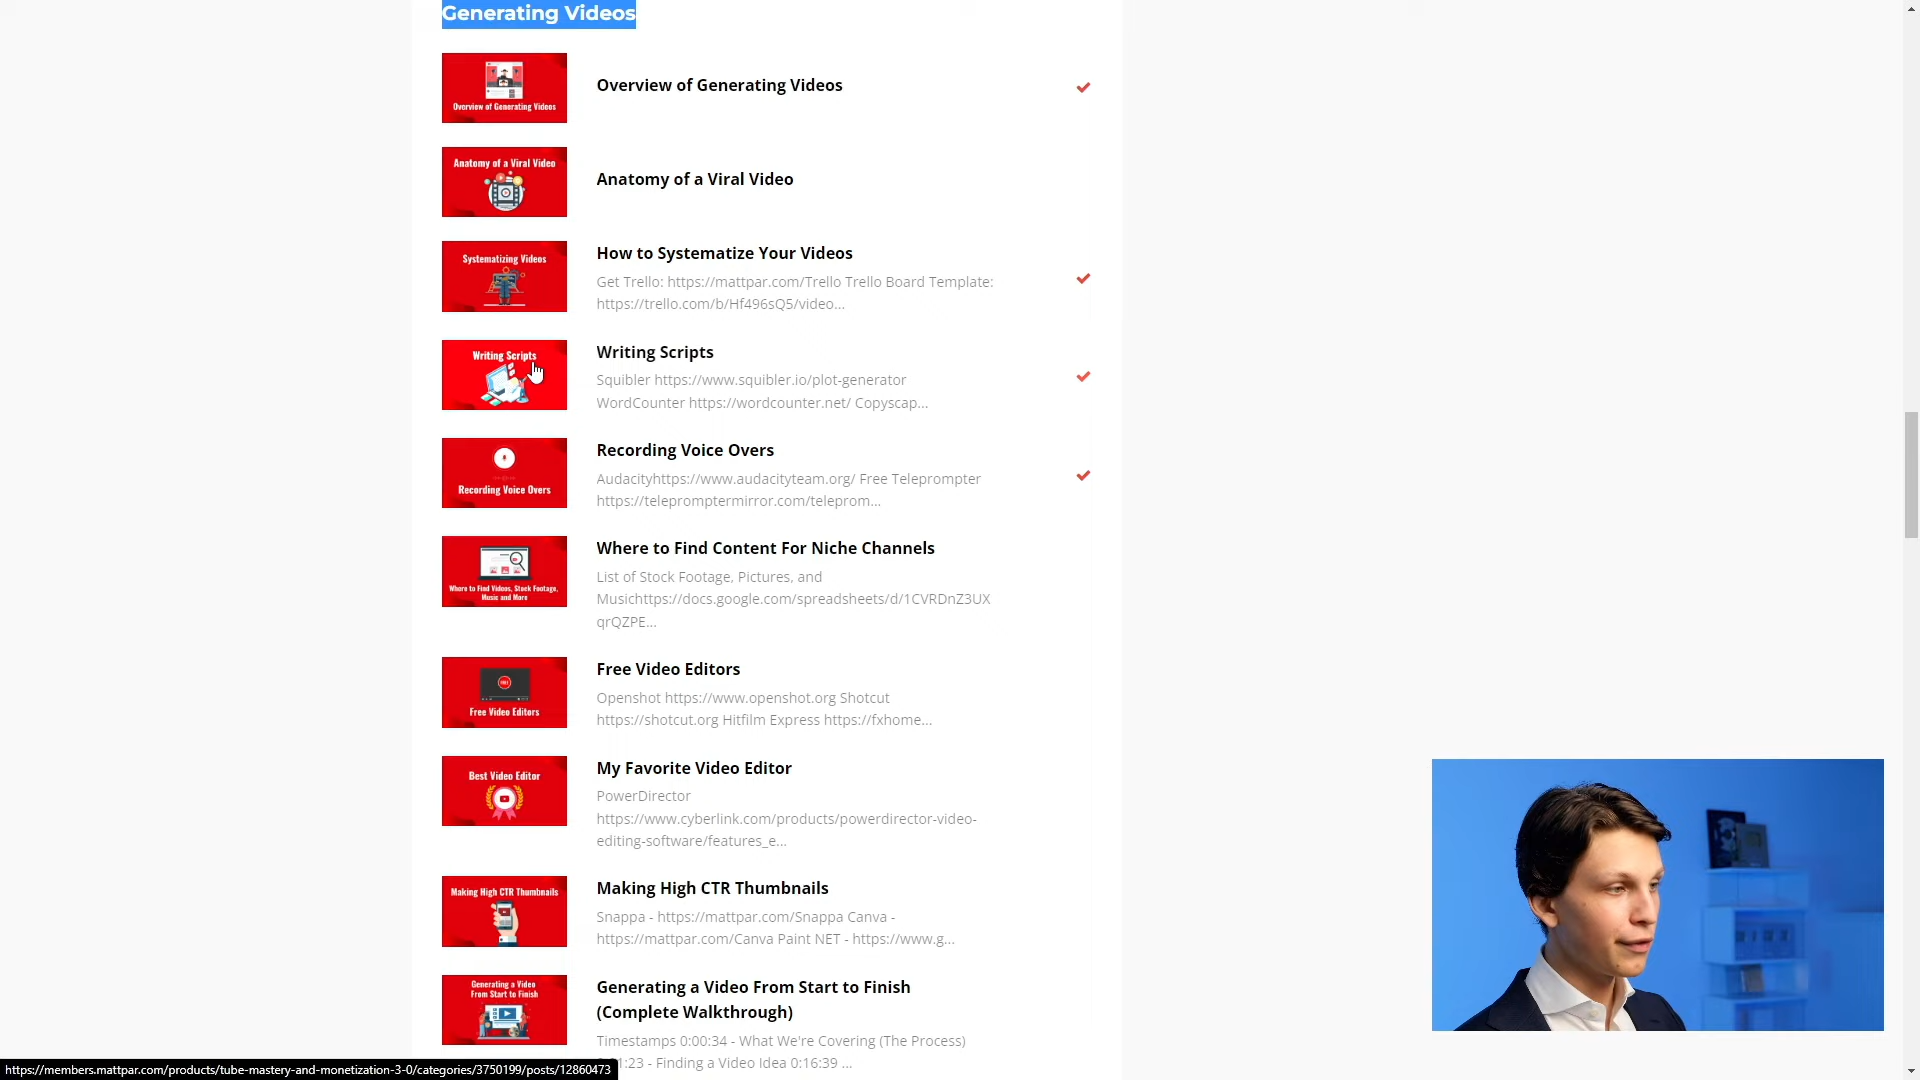 Generating Videos
Overview of Generating Videos
Overview of Generating Videos
Anatomy of a Viral Video
Anatomy of a Viral Video
Systematizing Videos
How to Systematize Your Videos
Get Trello: https://mattpar.com/Trello Trello Board Template:
https://trello.com/b/Hf496sQ5/video...
Writing Scripts
Writing Scripts
Squibler https://www.squibler.io/plot-generator
WordCounter https://wordcounter.net/ Copyscap...
Recording Voice Overs
Recording Voice Overs
Audacityhttps://www.audacityteam.org/ Free Teleprompter
https://telepromptermirror.com/teleprom...
Where to Find Videos, Stock Footage,
Music and More
Where to Find Content For Niche Channels
List of Stock Footage, Pictures, and
Musichttps://docs.google.com/spreadsheets/d/1CVRDnZ3UX
qrQZPE...
Free Video Editors
Free Video Editors
Openshot https://www.openshot.org Shotcut
https://shotcut.org Hitfilm Express https://fxhome...
Best Video Editor
My Favorite Video Editor
PowerDirector
https://www.cyberlink.com/products/powerdirector-video-
editing-software/features_e...
Making High CTR Thumbnails
Making High CTR Thumbnails
Snappa - https://mattpar.com/Snappa Canva -
https://mattpar.com/Canva Paint NET - https://www.g...
Generating a Video
From Start to Finish
Generating a Video From Start to Finish
(Complete Walkthrough)
Timestamps 0:00:34 - What We're Covering (The Process)
1:23 - Finding a Video Idea 0:16:39 ...
https://members.mattpar.com/products/tube-mastery-and-monetization-3-0/categories/3750199/posts/12860473